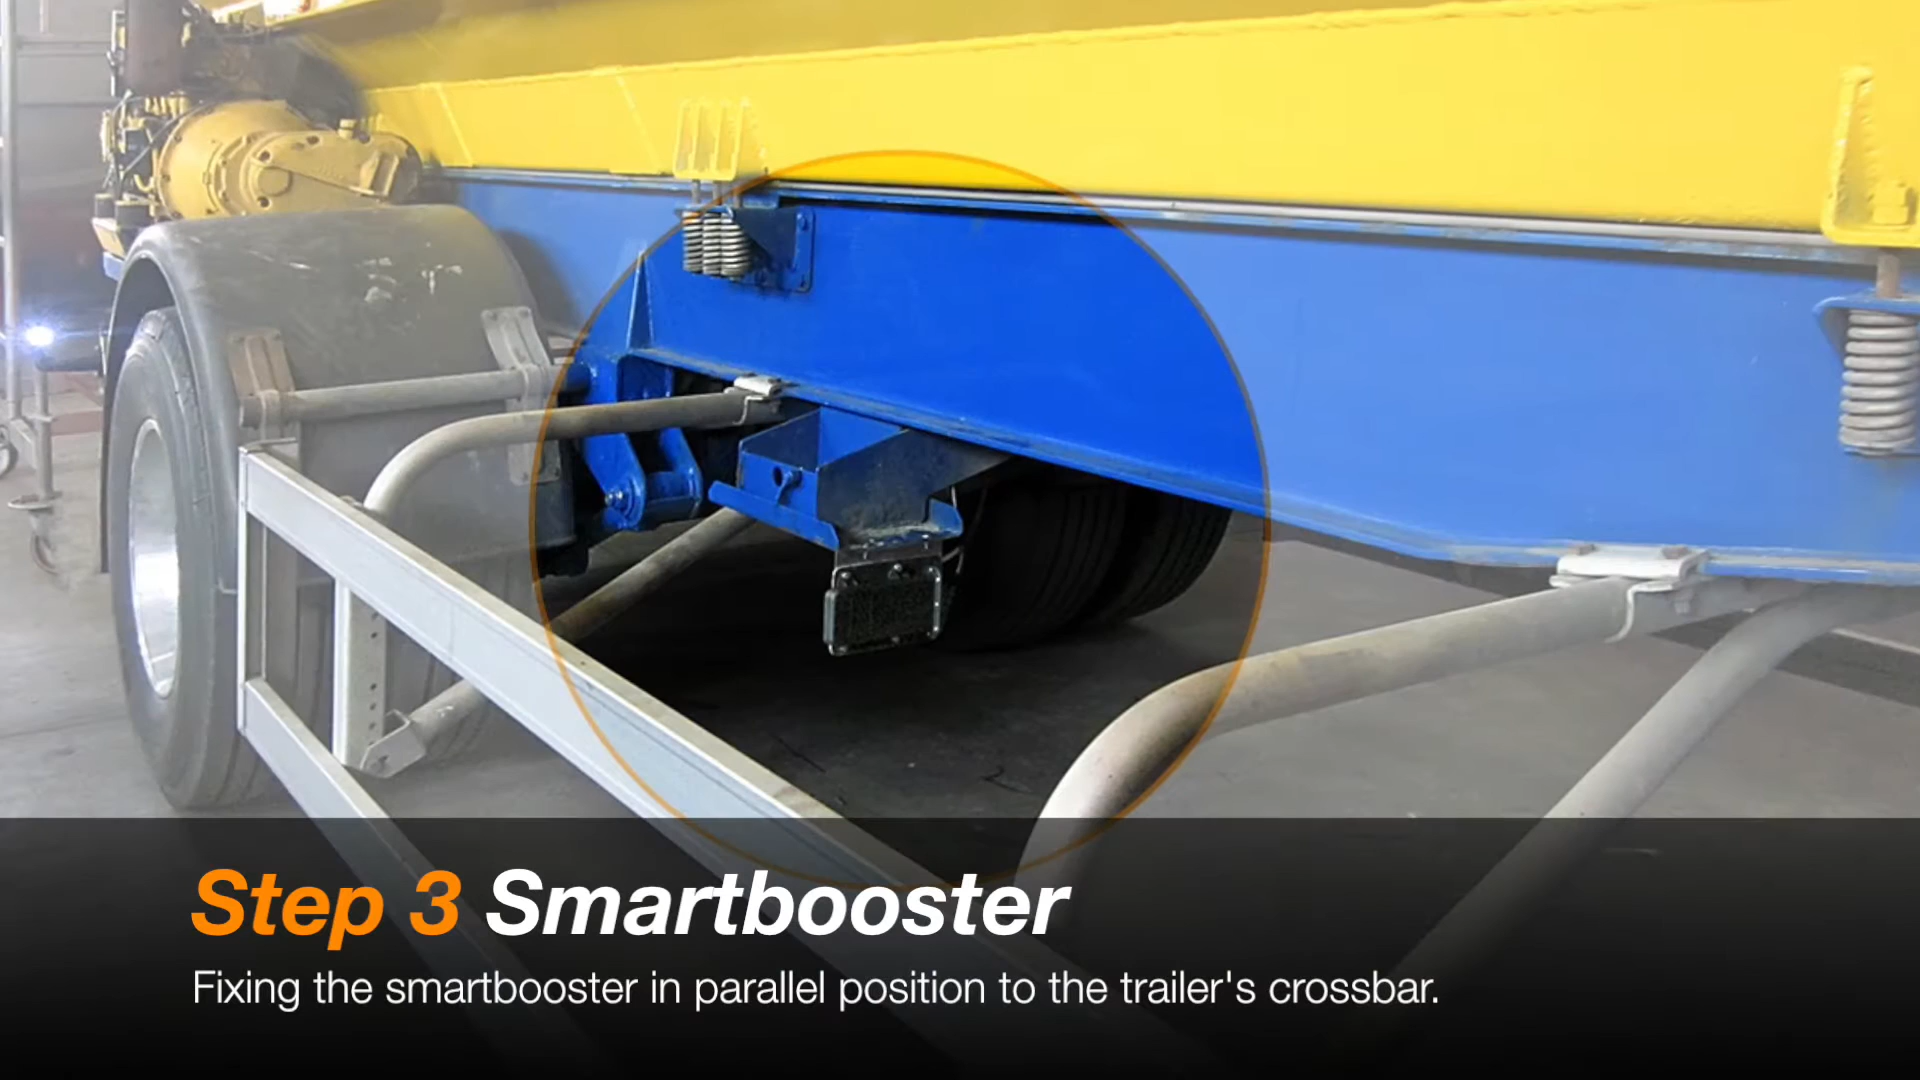 Step 3 Smartbooster
Fixing the smartbooster in parallel position to the trailer's crossbar.